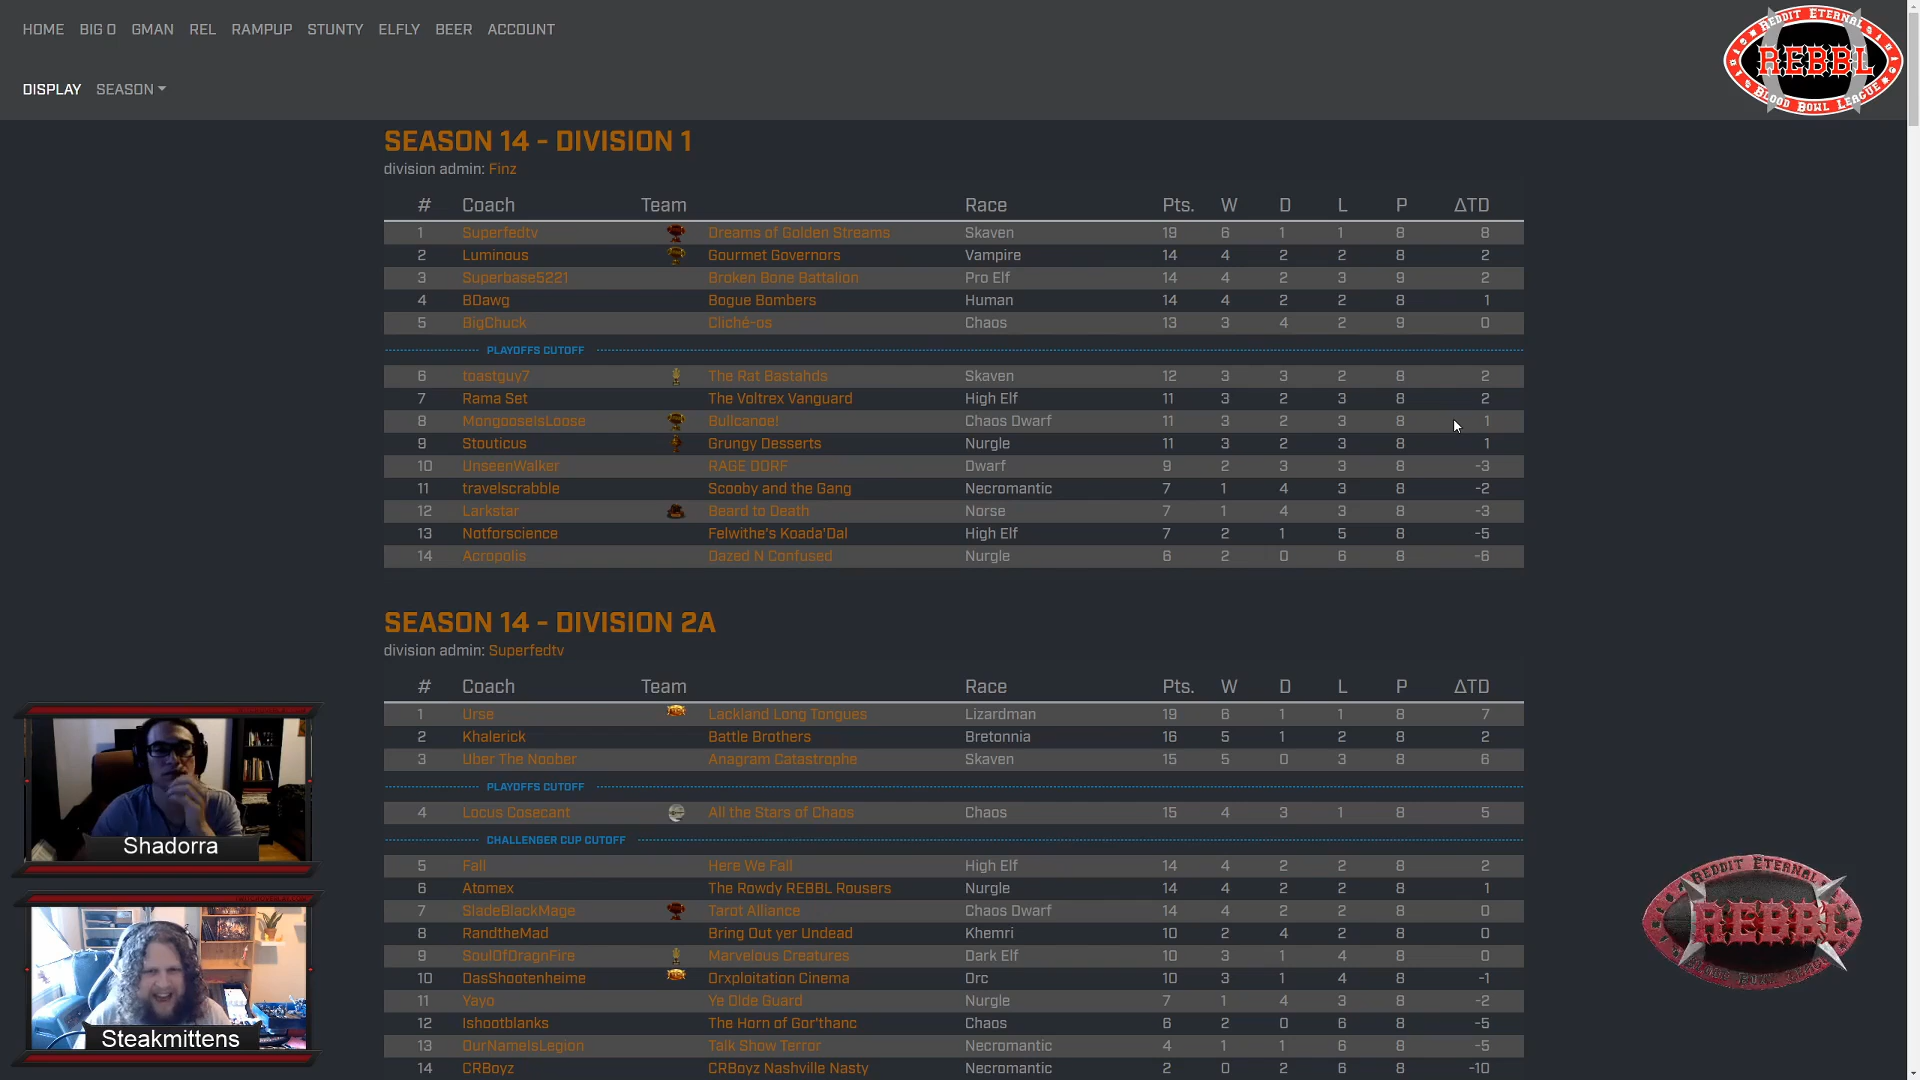 HOME BIG O GMAN REL RAMPUP STUNTY ELFLY BEER ACCOUNT
DISPLAY SEASON
REDDIT ETERNAL
REBBL
BLOOD BOWL LEAGUE
SEASON 14 - DIVISION 1
division admin: Finz
# Coach Team Race Pts. W D L P ΔTD
1 Superfedtv Dreams of Golden Streams Skaven 19 6 1 1 8 8
2 Luminous Gourmet Governors Vampire 14 4 2 2 8 2
3 Superbase5221 Broken Bone Battalion Pro Elf 14 4 2 3 9 2
4 BDawg Bogue Bombers Human 14 4 2 2 8 1
5 BigChuck Cliché-os Chaos 13 3 4 2 9 0
PLAYOFFS CUTOFF
6 toastguy7 The Rat Bastahds Skaven 12 3 3 2 8 2
7 Rama Set The Voltrex Vanguard High Elf 11 3 2 3 8 2
8 MongooseIsLoose Bullcanoe! Chaos Dwarf 11 3 2 3 8 1
9 Stouticus Grungy Desserts Nurgle 11 3 2 3 8 1
10 UnseenWalker RAGE DORF Dwarf 9 2 3 3 8 -3
11 travelscrabble Scooby and the Gang Necromantic 7 1 4 3 8 -2
12 Larkstar Beard to Death Norse 7 1 4 3 8 -3
13 Notforscience Felwithe's Koada'Dal High Elf 7 2 1 5 8 -5
14 Acropolis Dazed N Confused Nurgle 6 2 0 6 8 -6
SEASON 14 - DIVISION 2A
division admin: Superfedtv
# Coach Team Race Pts. W D L P ΔTD
1 Urse Lackland Long Tongues Lizardman 19 6 1 1 8 7
2 Khalerick Battle Brothers Bretonnia 16 5 1 2 8 2
3 Uber The Noober Anagram Catastrophe Skaven 15 5 0 3 8 6
PLAYOFFS CUTOFF
4 Locus Cosecant All the Stars of Chaos Chaos 15 4 3 1 8 5
CHALLENGER CUP CUTOFF
5 Fall Here We Fall High Elf 14 4 2 2 8 2
6 Atomex The Rowdy REBBL Rousers Nurgle 14 4 2 2 8 1
7 SladeBlackMage Tarot Alliance Chaos Dwarf 14 4 2 2 8 0
8 RandtheMad Bring Out yer Undead Khemri 10 2 4 2 8 0
9 SoulOfDragnFire Marvelous Creatures Dark Elf 10 3 1 4 8 0
10 DasShootenheime Orxploitation Cinema Orc 10 3 1 4 8 -1
11 Yayo Ye Olde Guard Nurgle 7 1 4 3 8 -2
12 Ishootblanks The Horn of Gor'thanc Chaos 6 2 0 6 8 -5
13 OurNameIsLegion Talk Show Terror Necromantic 4 1 1 6 8 -5
14 CRBoyz CRBoyz Nashville Nasty Necromantic 2 0 2 6 8 -10
Shadorra
Steakmittens
REDDIT ETERNAL
REBBL
BLOOD BOWL LEAGUE